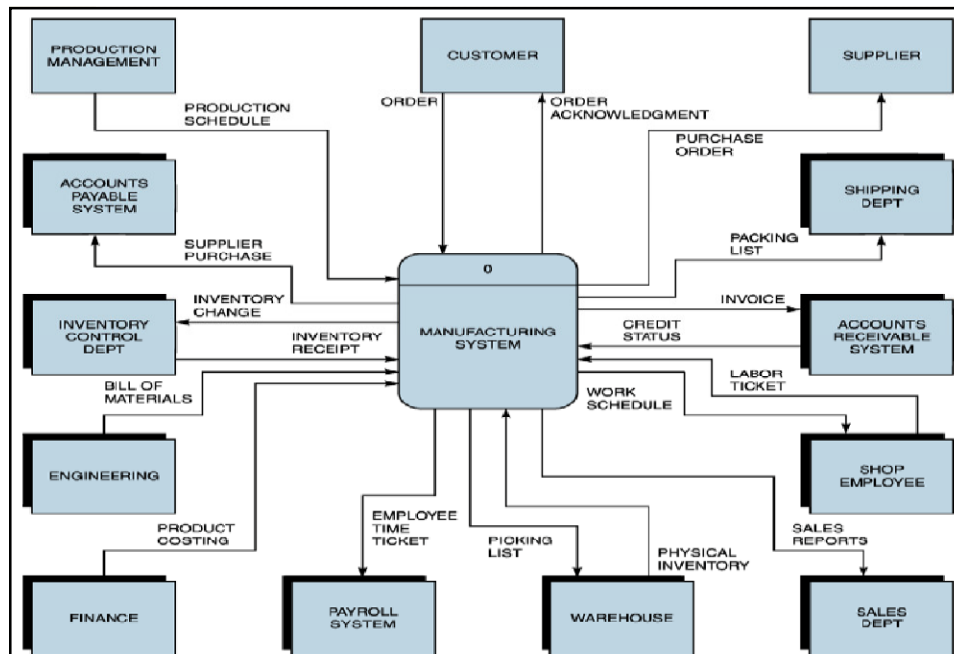 PRODUCTION
MANAGEMENT
CUSTOMER
SUPPLIER
PRODUCTION
SCHEDULE
ORDER
ORDER
ACKNOWLEDGMENT
PURCHASE
ORDER
ACCOUNTS
PAYABLE
SYSTEM
SHIPPING
DEPT
SUPPLIER
PURCHASE
PACKING
LIST
0
INVENTORY
CHANGE
INVOICE
INVENTORY
CONTROL
DEPT
INVENTORY
RECEIPT
MANUFACTURING
SYSTEM
CREDIT
STATUS
ACCOUNTS
RECEIVABLE
SYSTEM
BILL OF
MATERIALS
WORK
SCHEDULE
LABOR
TICKET
ENGINEERING
SHOP
EMPLOYEE
PRODUCT
COSTING
EMPLOYEE
TIME
TICKET
PICKING
LIST
PHYSICAL
INVENTORY
SALES
REPORTS
FINANCE
PAYROLL
SYSTEM
WAREHOUSE
SALES
DEPT